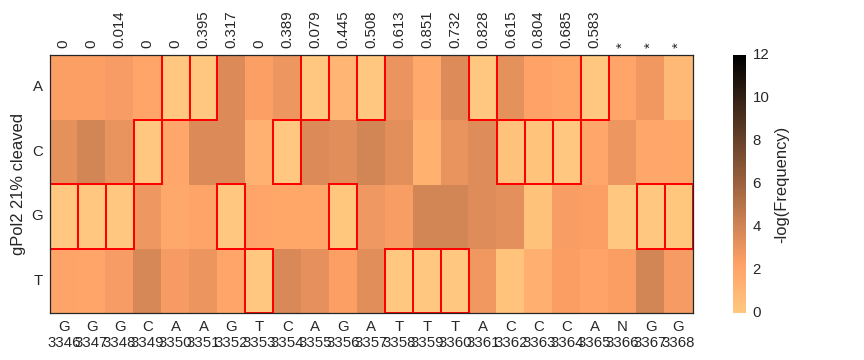 0 0 0.014 0 0 0.395 0.317 0 0.389 0.079 0.445 0.508 0.613 0.851 0.732 0.828 0.615 0.804 0.685 0.583 * * *
A
C
G
T
gPol2 21% cleaved
G G G C A A G T C A G A T T T A C C C A N G G
3346 3347 3348 3349 3350 3351 3352 3353 3354 3355 3356 3357 3358 3359 3360 3361 3362 3363 3364 3365 3366 3367 3368
12
10
8
6
4
2
0
-log(Frequency)